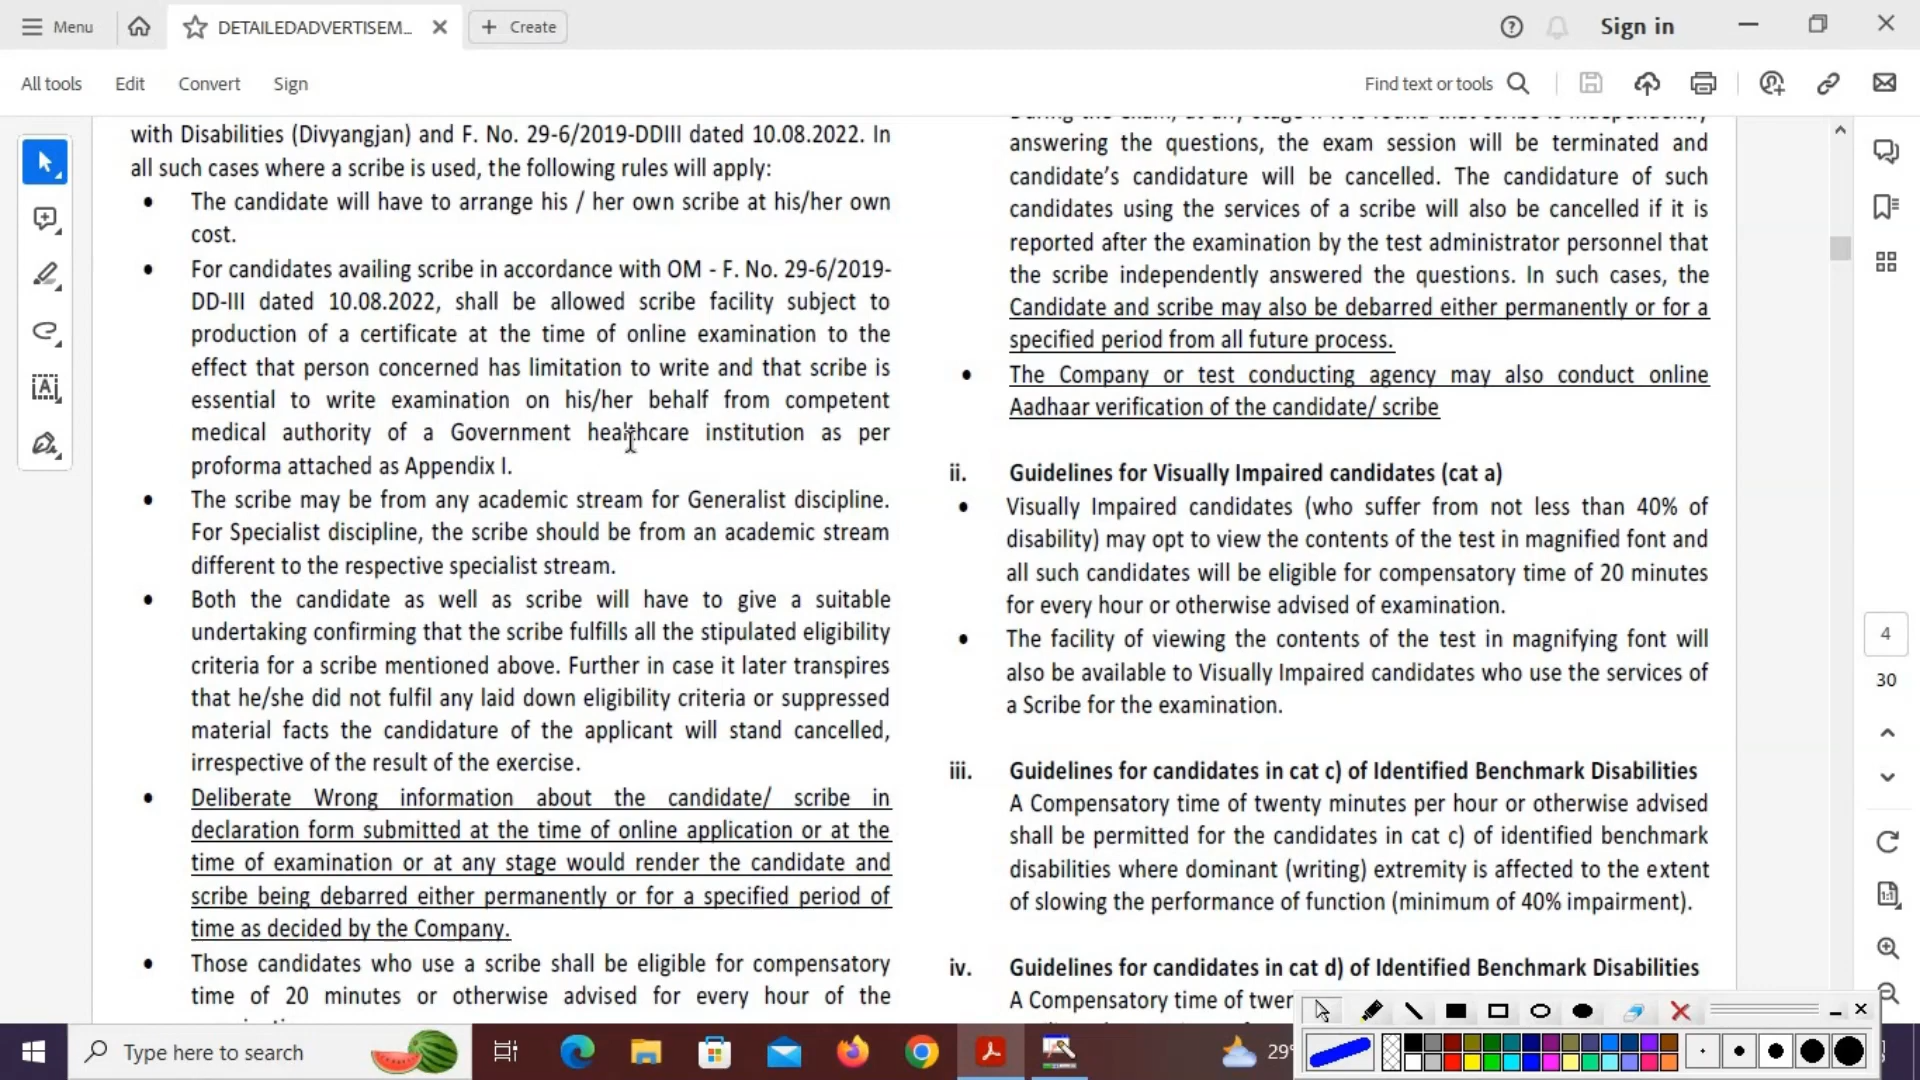 Menu
DETAILEDADVERTISEM...
Create
Sign in
All tools
Edit
Convert
Sign
Find text or tools
with Disabilities (Divyangjan) and F. No. 29-6/2019-DDIII dated 10.08.2022. In
all such cases where a scribe is used, the following rules will apply:
• The candidate will have to arrange his / her own scribe at his/her own
cost.
• For candidates availing scribe in accordance with OM - F. No. 29-6/2019-
DD-III dated 10.08.2022, shall be allowed scribe facility subject to
production of a certificate at the time of online examination to the
effect that person concerned has limitation to write and that scribe is
essential to write examination on his/her behalf from competent
medical authority of a Government healthcare institution as per
proforma attached as Appendix I.
• The scribe may be from any academic stream for Generalist discipline.
For Specialist discipline, the scribe should be from an academic stream
different to the respective specialist stream.
• Both the candidate as well as scribe will have to give a suitable
undertaking confirming that the scribe fulfills all the stipulated eligibility
criteria for a scribe mentioned above. Further in case it later transpires
that he/she did not fulfil any laid down eligibility criteria or suppressed
material facts the candidature of the applicant will stand cancelled,
irrespective of the result of the exercise.
• Deliberate Wrong information about the candidate/ scribe in
declaration form submitted at the time of online application or at the
time of examination or at any stage would render the candidate and
scribe being debarred either permanently or for a specified period of
time as decided by the Company.
• Those candidates who use a scribe shall be eligible for compensatory
time of 20 minutes or otherwise advised for every hour of the
During the exam, at any stage if it is found that scribe is independently
answering the questions, the exam session will be terminated and
candidate's candidature will be cancelled. The candidature of such
candidates using the services of a scribe will also be cancelled if it is
reported after the examination by the test administrator personnel that
the scribe independently answered the questions. In such cases, the
Candidate and scribe may also be debarred either permanently or for a
specified period from all future process.
• The Company or test conducting agency may also conduct online
Aadhaar verification of the candidate/ scribe
ii. Guidelines for Visually Impaired candidates (cat a)
• Visually Impaired candidates (who suffer from not less than 40% of
disability) may opt to view the contents of the test in magnified font and
all such candidates will be eligible for compensatory time of 20 minutes
for every hour or otherwise advised of examination.
• The facility of viewing the contents of the test in magnifying font will
also be available to Visually Impaired candidates who use the services of
a Scribe for the examination.
iii. Guidelines for candidates in cat c) of Identified Benchmark Disabilities
A Compensatory time of twenty minutes per hour or otherwise advised
shall be permitted for the candidates in cat c) of identified benchmark
disabilities where dominant (writing) extremity is affected to the extent
of slowing the performance of function (minimum of 40% impairment).
iv. Guidelines for candidates in cat d) of Identified Benchmark Disabilities
A Compensatory time of twen
4
30
1:1
Type here to search
29°